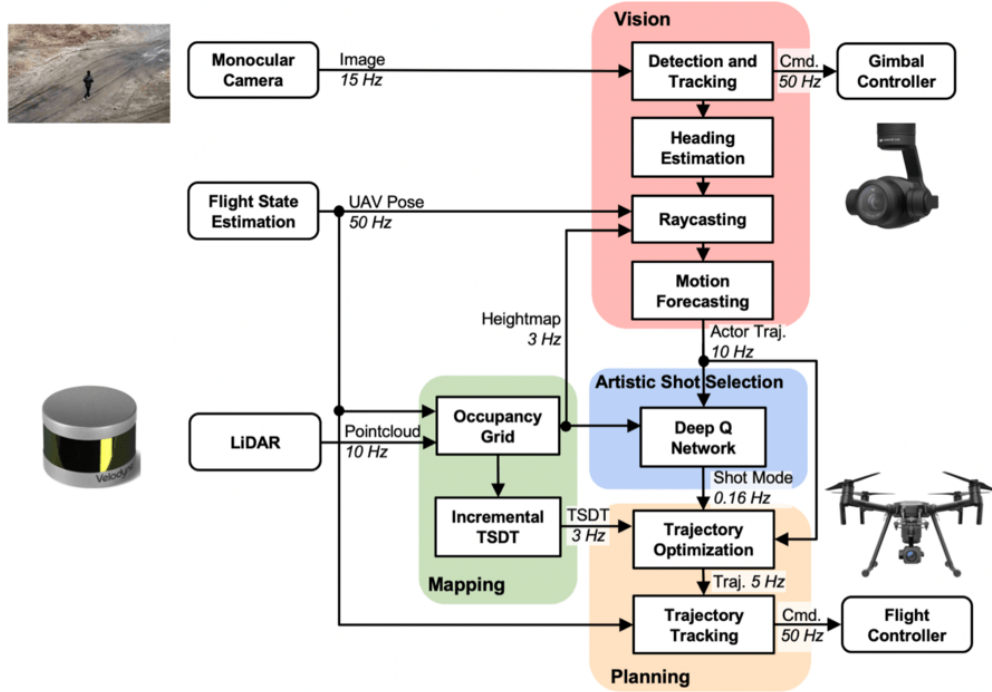 Vision
Monocular
Camera
Image
15 Hz
Detection and
Tracking
Cmd.
50 Hz
Gimbal
Controller
Heading
Estimation
Flight State
Estimation
UAV Pose
50 Hz
Raycasting
Motion
Forecasting
Heightmap
3 Hz
Actor Traj.
10 Hz
Artistic Shot Selection
LiDAR
Pointcloud
10 Hz
Occupancy
Grid
Deep Q
Network
Velodyne
Shot Mode
0.16 Hz
Incremental
TSDT
TSDT
3 Hz
Trajectory
Optimization
Mapping
Traj. 5 Hz
Trajectory
Tracking
Cmd.
50 Hz
Flight
Controller
Planning